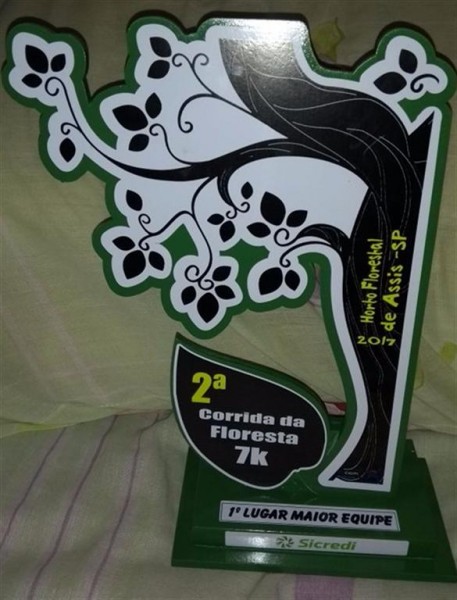 Horto Florestal
de Assis -SP
2017
2ª
Corrida da
Floresta
7k
1º LUGAR MAIOR EQUIPE
Sicredi